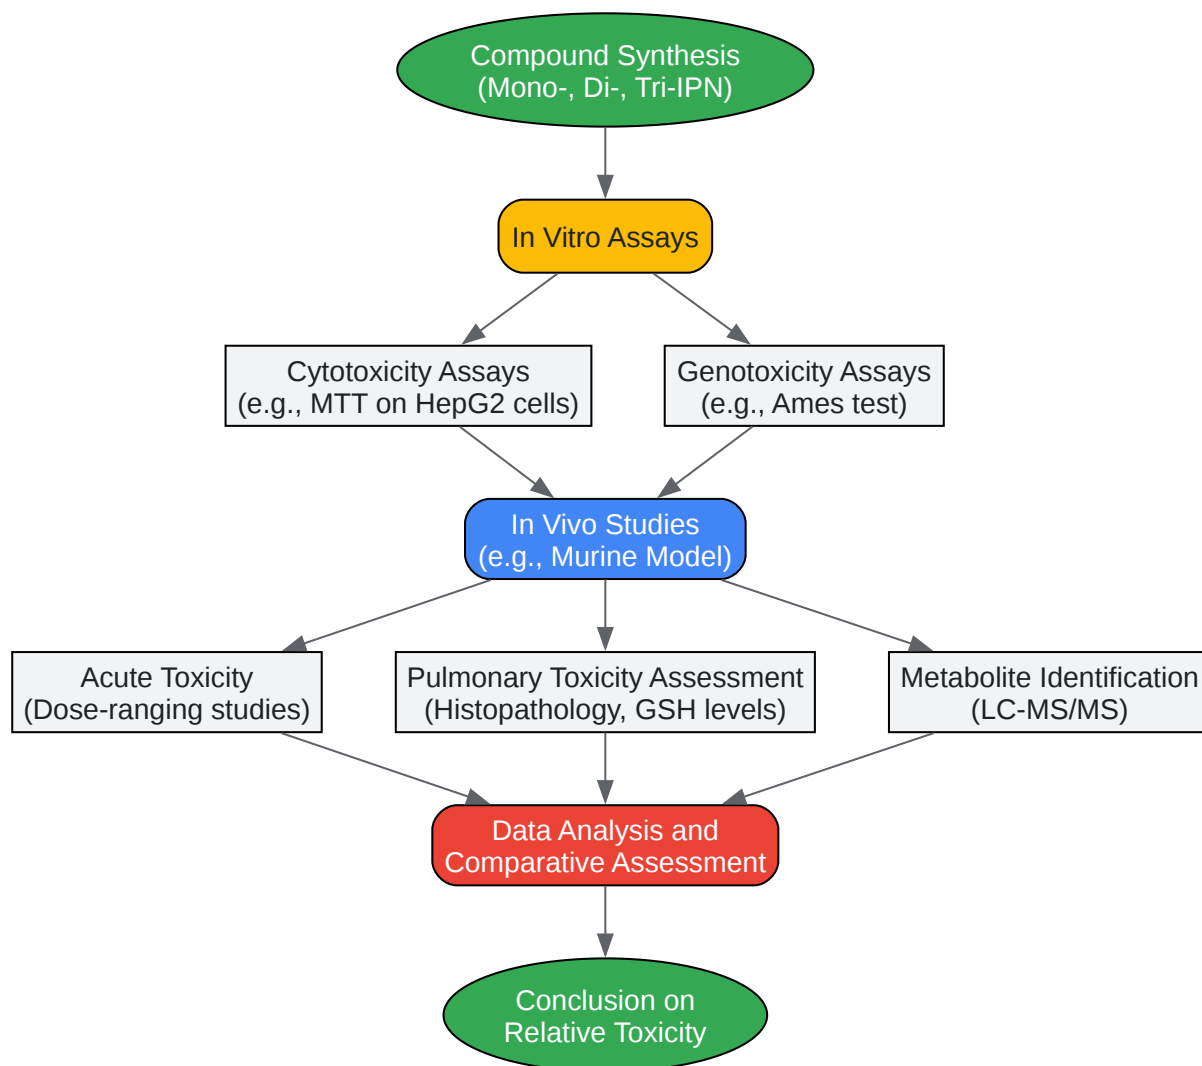 Compound Synthesis
(Mono-, Di-, Tri-IPN)
In Vitro Assays
Cytotoxicity Assays
(e.g., MTT on HepG2 cells)
Genotoxicity Assays
(e.g., Ames test)
In Vivo Studies
(e.g., Murine Model)
Acute Toxicity
(Dose-ranging studies)
Pulmonary Toxicity Assessment
(Histopathology, GSH levels)
Metabolite Identification
(LC-MS/MS)
Data Analysis and
Comparative Assessment
Conclusion on
Relative Toxicity